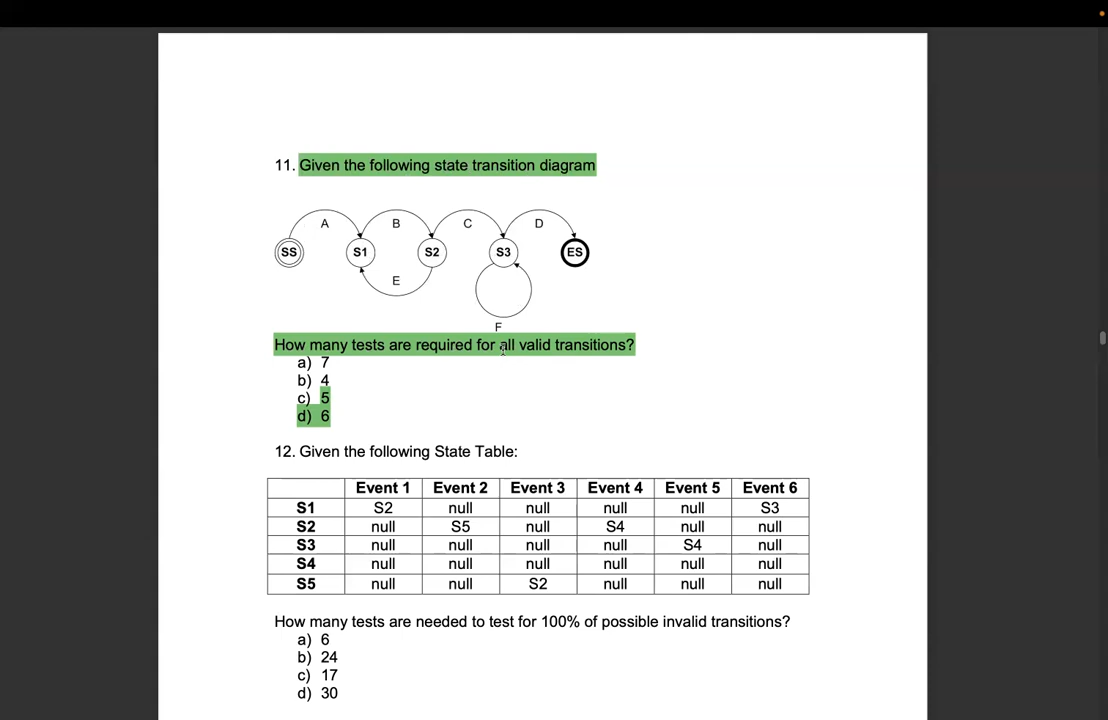 11. Given the following state transition diagram
A B C D
SS S1 S2 S3 ES
E
F
How many tests are required for all valid transitions?
a) 7
b) 4
c) 5
d) 6
12. Given the following State Table:
Event 1 Event 2 Event 3 Event 4 Event 5 Event 6
S1 S2 null null null null S3
S2 null S5 null S4 null null
S3 null null null null S4 null
S4 null null null null null null
S5 null null S2 null null null
How many tests are needed to test for 100% of possible invalid transitions?
a) 6
b) 24
c) 17
d) 30